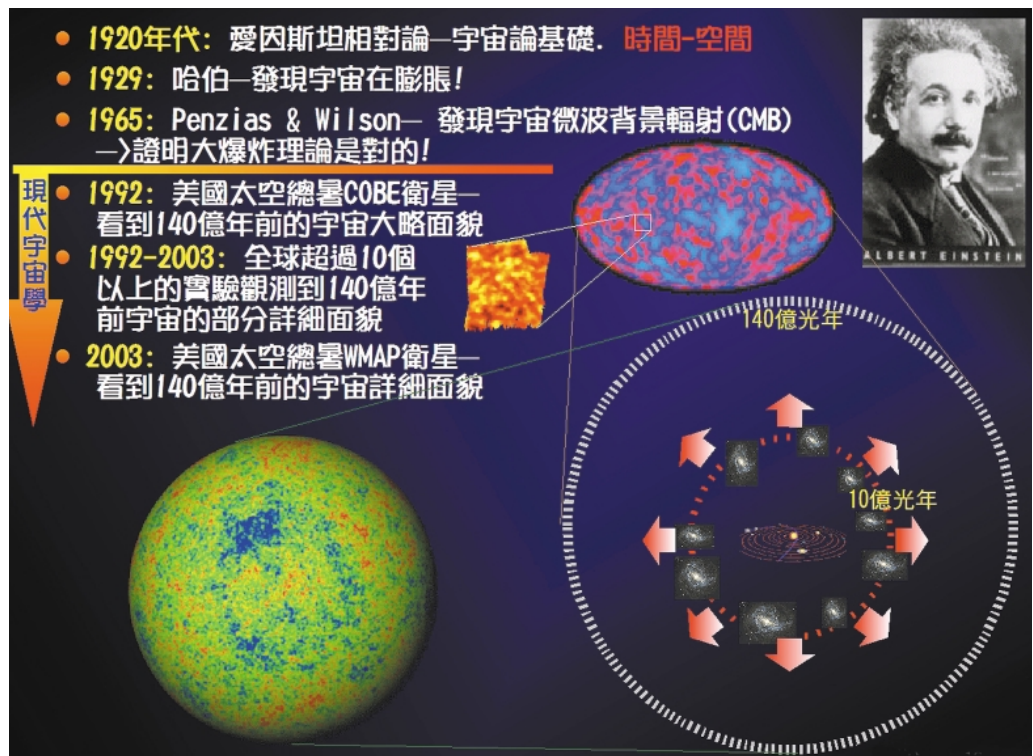 1920年代: 愛因斯坦相對論—宇宙論基礎. 時間-空間
1929: 哈伯—發現宇宙在膨脹!
1965: Penzias & Wilson— 發現宇宙微波背景輻射(CMB)
—>證明大爆炸理論是對的!
現代宇宙學
1992: 美國太空總暑COBE衛星—
看到140億年前的宇宙大略面貌
1992-2003: 全球超過10個
以上的實驗觀測到140億年
前宇宙的部分詳細面貌
2003: 美國太空總暑WMAP衛星—
看到140億年前的宇宙詳細面貌
ALBERT EINSTEIN
140億光年
10億光年